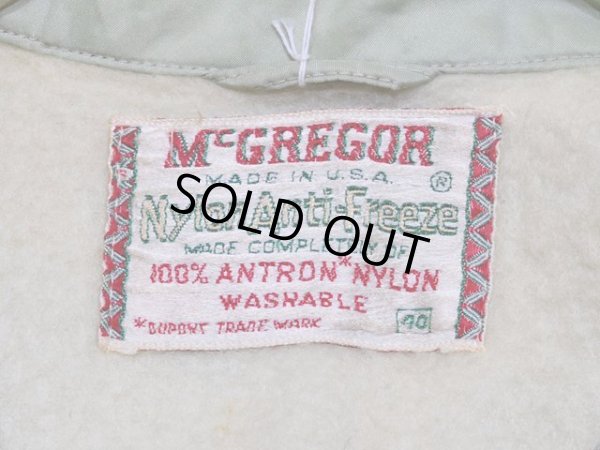 McGREGOR
MADE IN U.S.A.
®
Nylon Anti-Freeze
SOLD OUT
MADE COMPLETELY OF
100% ANTRON* NYLON
WASHABLE
*DUPONT TRADE MARK
40